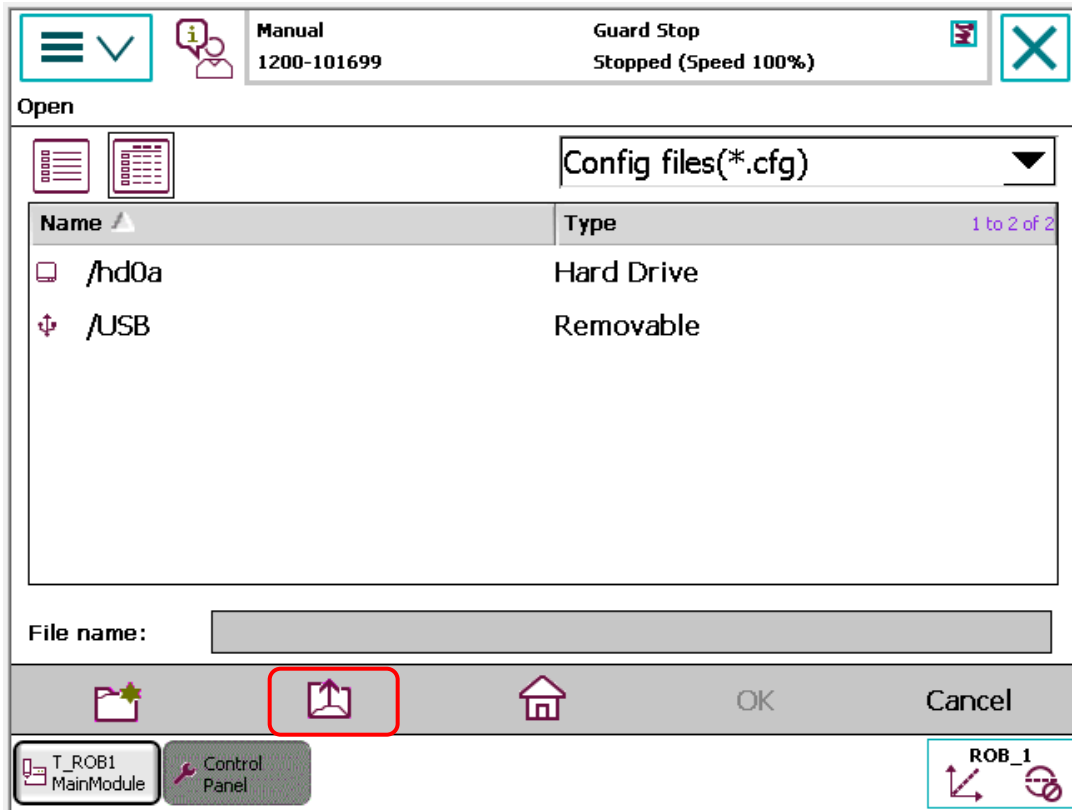 Manual
1200-101699
Guard Stop
Stopped (Speed 100%)
Open
Config files(*.cfg)
Name
Type
1 to 2 of 2
/hd0a
Hard Drive
/USB
Removable
File name:
OK
Cancel
T_ROB1
MainModule
Control
Panel
ROB_1